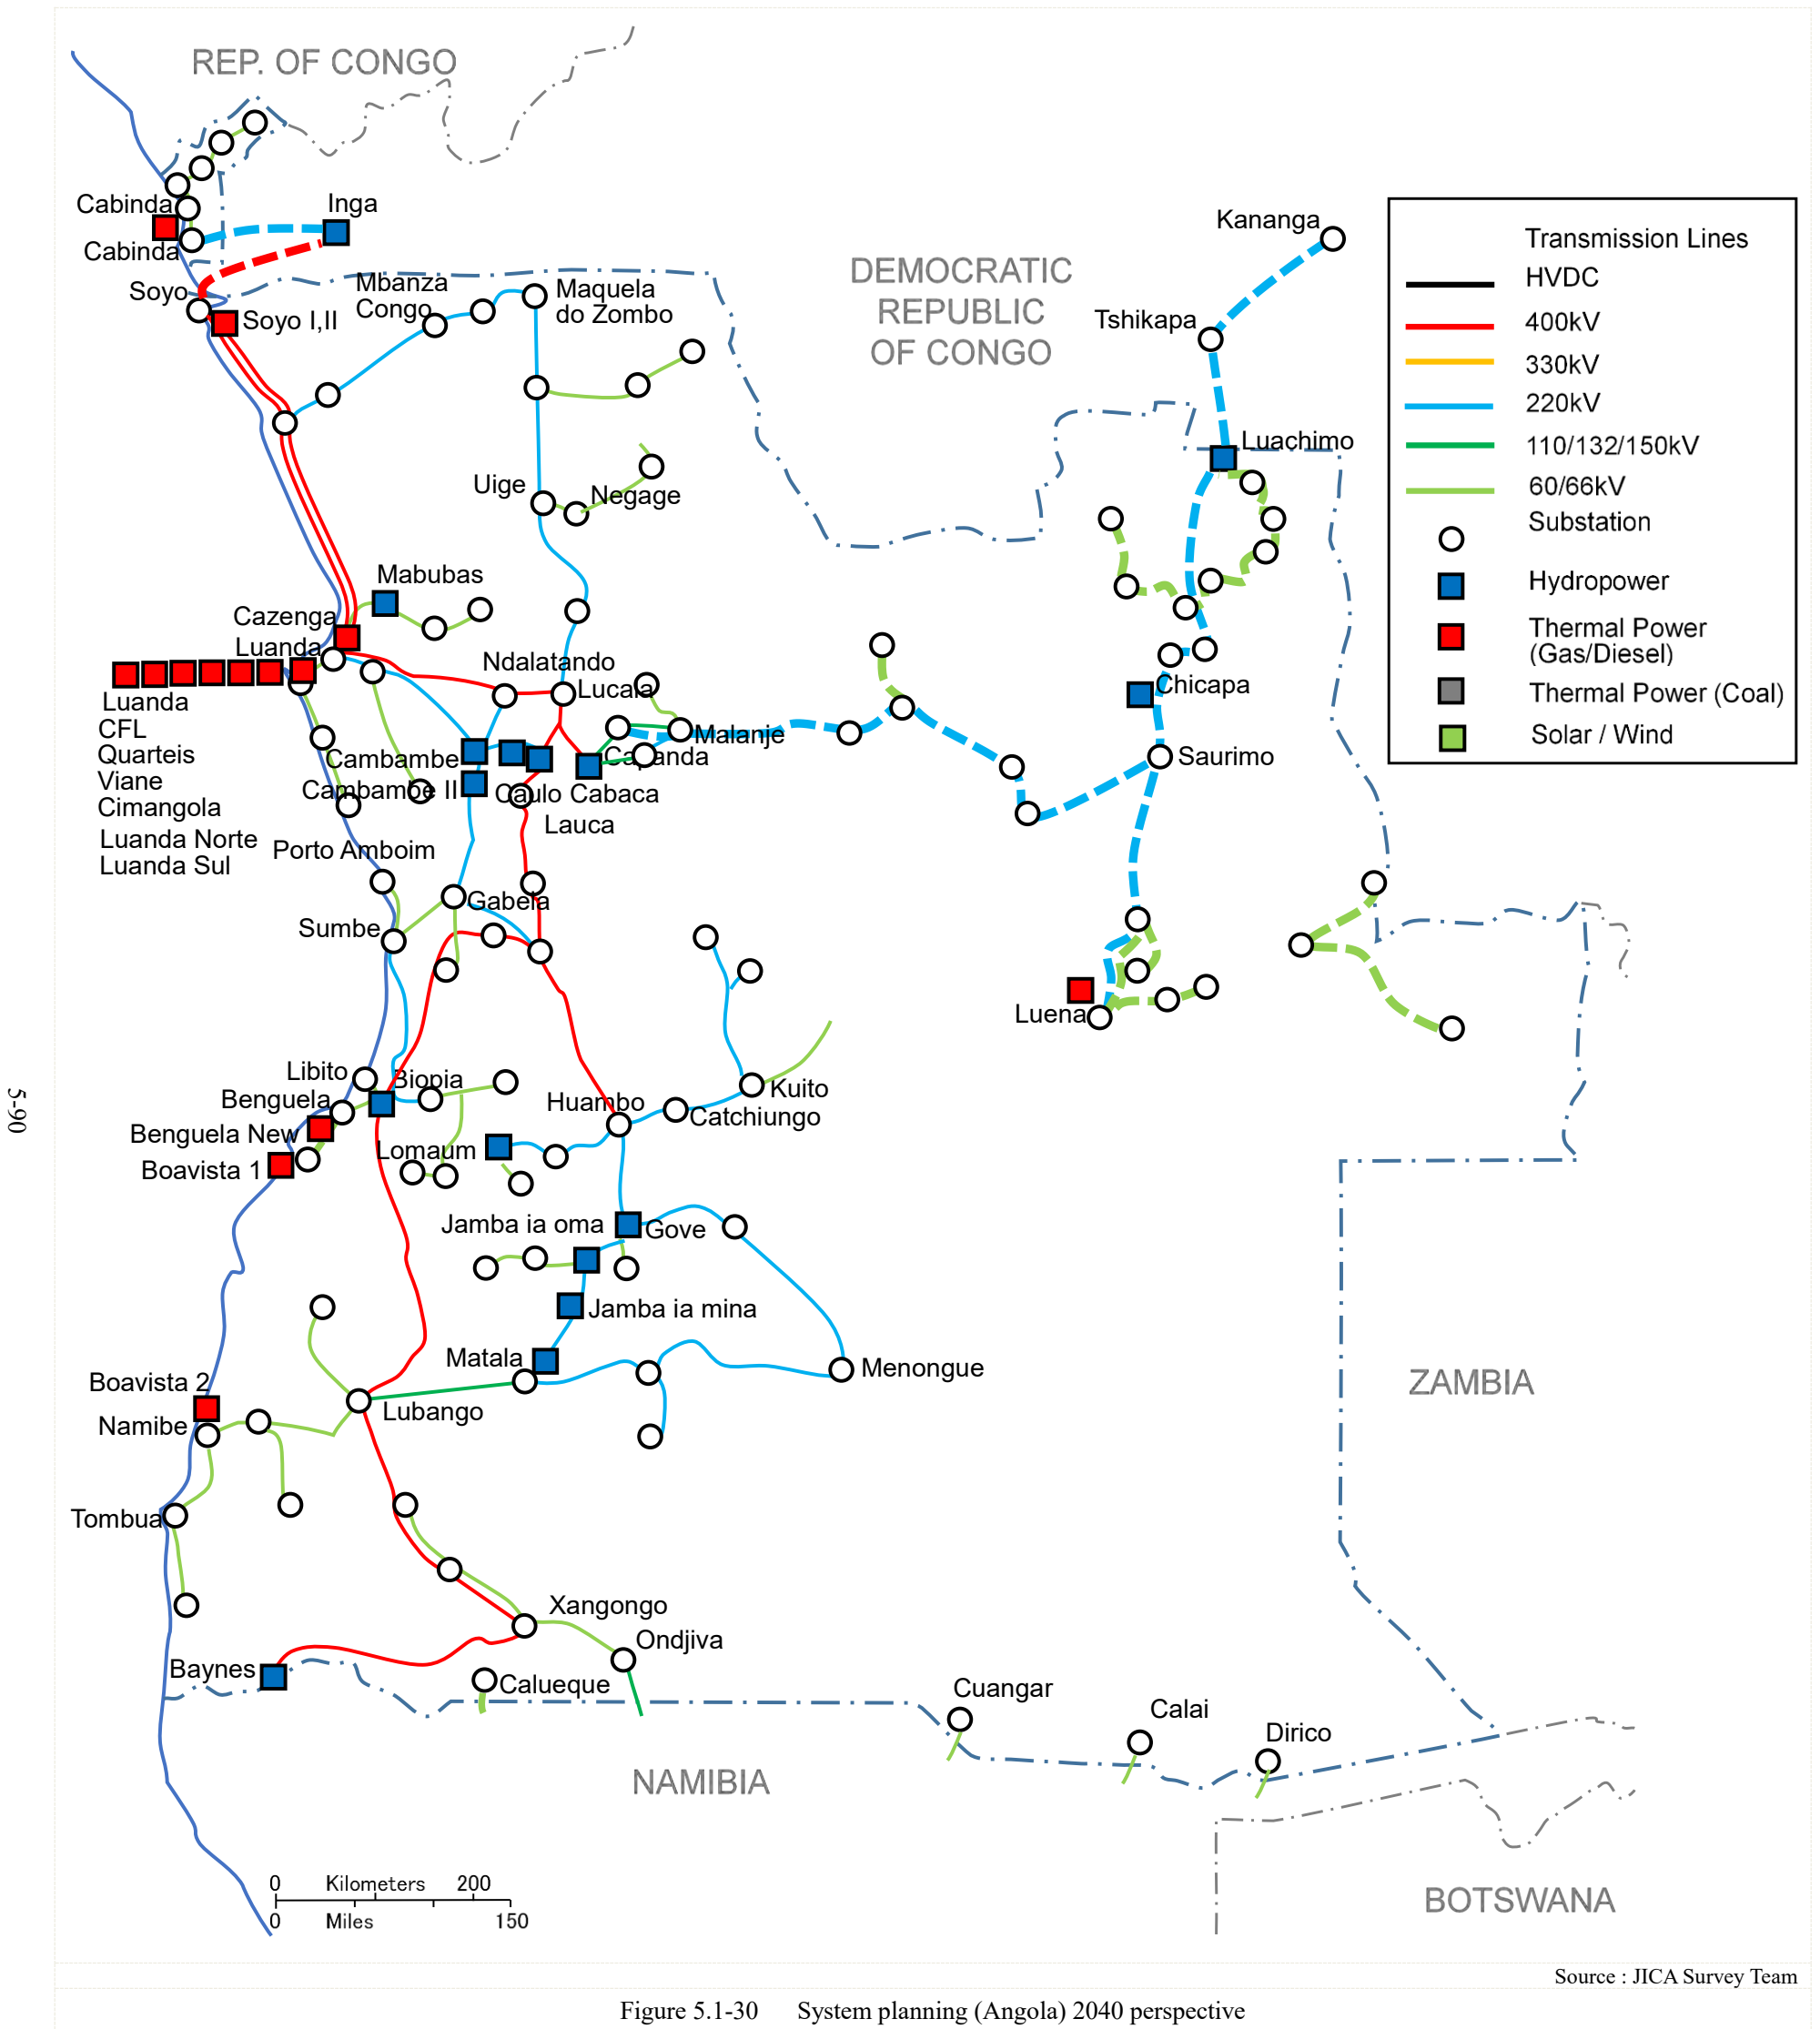 REP. OF CONGO
Cabinda
Cabinda
Inga
Soyo
Soyo I,II
Mbanza
Congo
Maquela
do Zombo
DEMOCRATIC
REPUBLIC
OF CONGO
Kananga
Tshikapa
Luachimo
Transmission Lines
HVDC
400kV
330kV
220kV
110/132/150kV
60/66kV
Substation
Hydropower
Thermal Power
(Gas/Diesel)
Thermal Power (Coal)
Solar / Wind
Uige
Negage
Mabubas
Cazenga
Luanda
Ndalatando
Lucala
Luanda
CFL
Quarteis
Viane
Cimangola
Luanda Norte
Luanda Sul
Cambambe
Cambambe II
Capanda
Malanje
Caulo Cabaca
Lauca
Chicapa
Saurimo
Porto Amboim
Gabela
Sumbe
Luena
Libito
Biopia
Benguela
Benguela New
Boavista 1
Lomaum
Huambo
Catchiungo
Kuito
Jamba ia oma
Gove
Jamba ia mina
Matala
Menongue
Boavista 2
Namibe
Lubango
Tombua
Xangongo
Ondjiva
Baynes
Calueque
Cuangar
Calai
Dirico
ZAMBIA
NAMIBIA
BOTSWANA
0 Kilometers 200
0 Miles 150
5-90
Source : JICA Survey Team
Figure 5.1-30 System planning (Angola) 2040 perspective